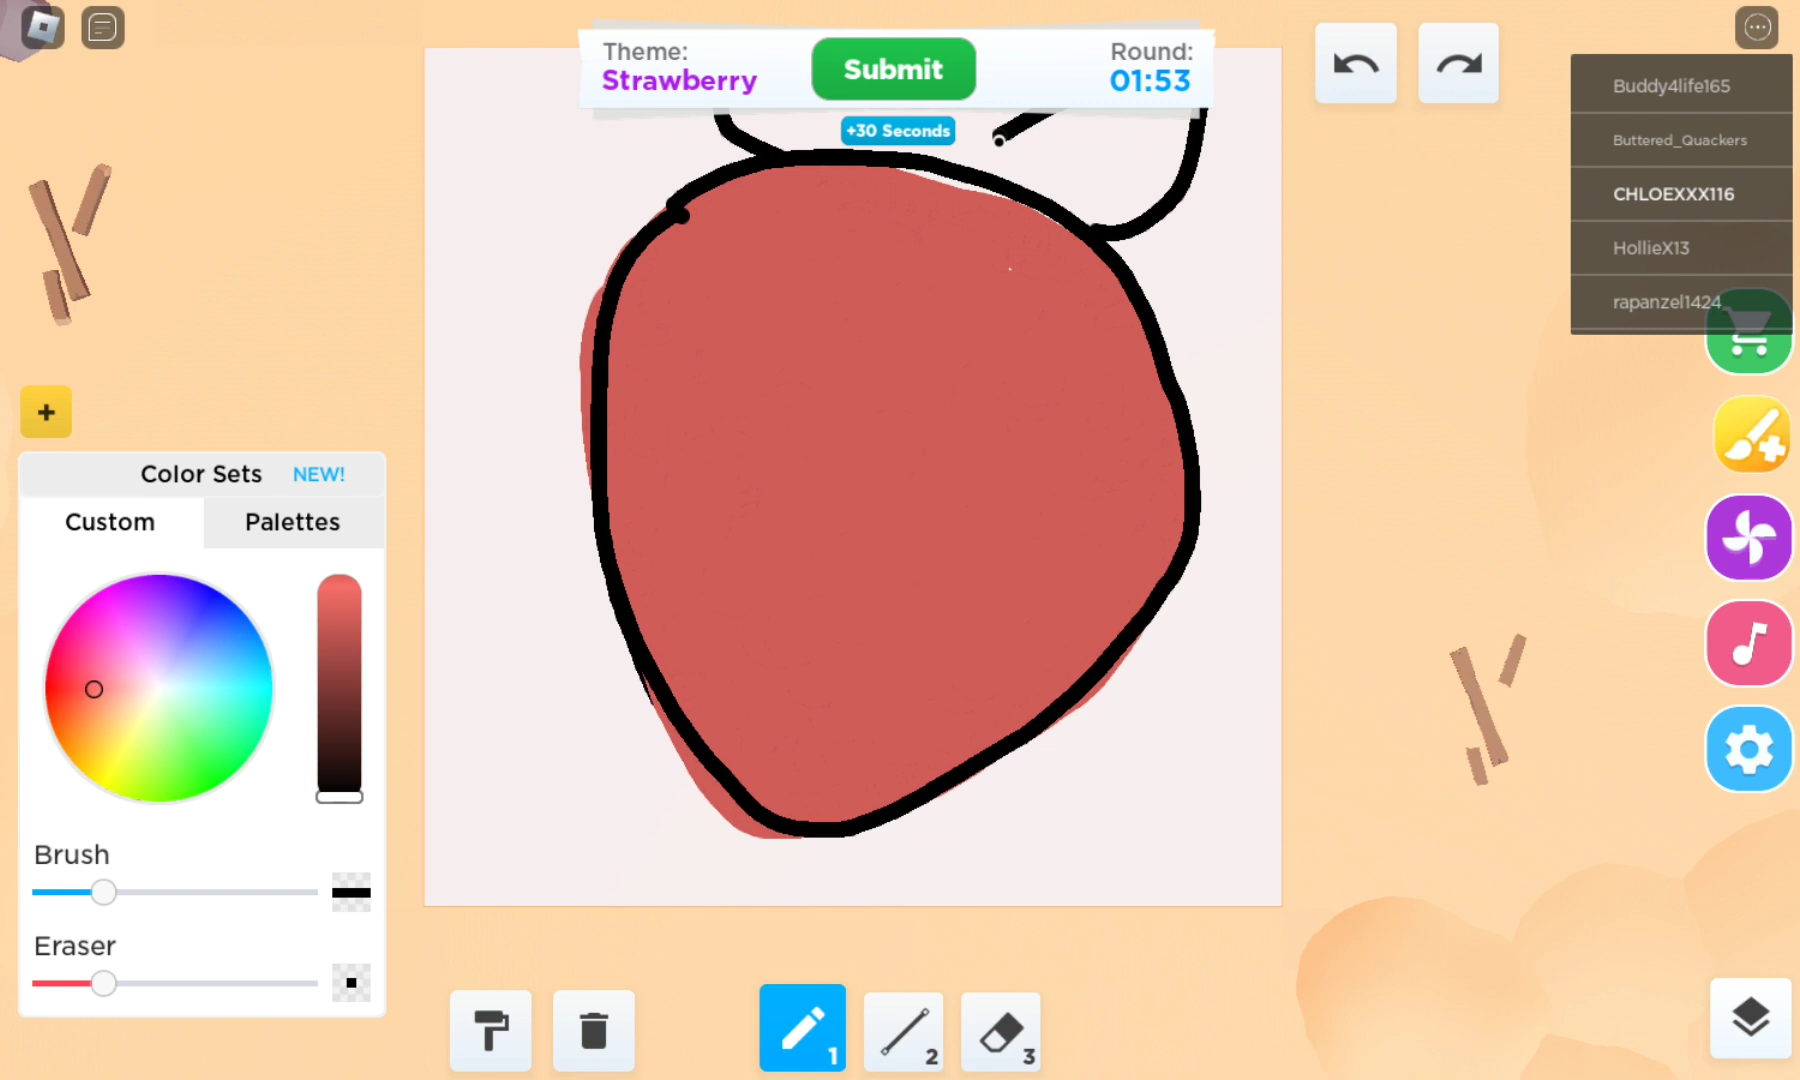 Theme:
Strawberry
Submit
Round:
01:53
+30 Seconds
Buddy4life165
Buttered_Quackers
CHLOEXXX116
HollieX13
rapanzel1424
+
Color Sets NEW!
Custom Palettes
Brush
Eraser
1
2
3